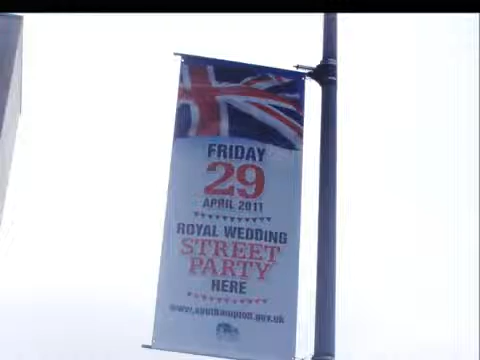 FRIDAY
29
APRIL 2011
ROYAL WEDDING
STREET
PARTY
HERE
www.southampton.gov.uk